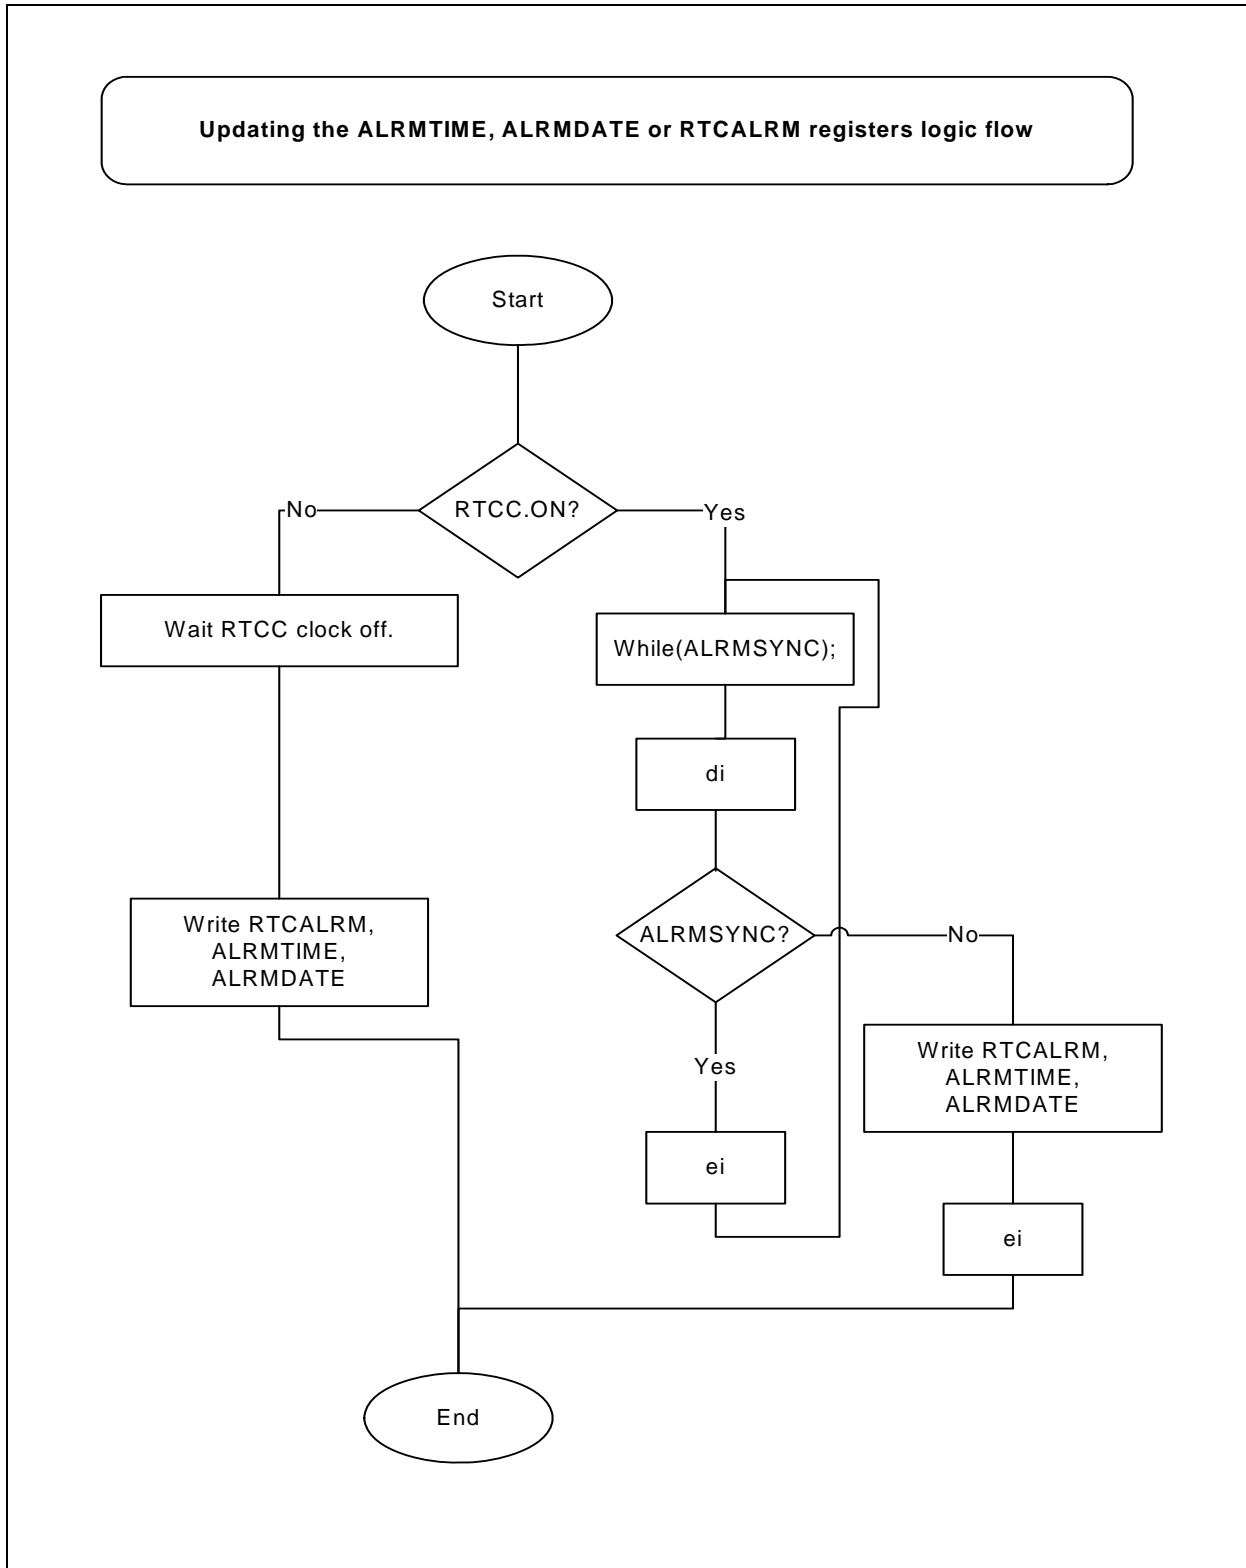 Updating the ALRMTIME, ALRMDATE or RTCALRM registers logic flow
Start
RTCC.ON?
No
Yes
Wait RTCC clock off.
While(ALRMSYNC);
di
Write RTCALRM,
ALRMTIME,
ALRMDATE
ALRMSYNC?
No
Yes
Write RTCALRM,
ALRMTIME,
ALRMDATE
ei
ei
End